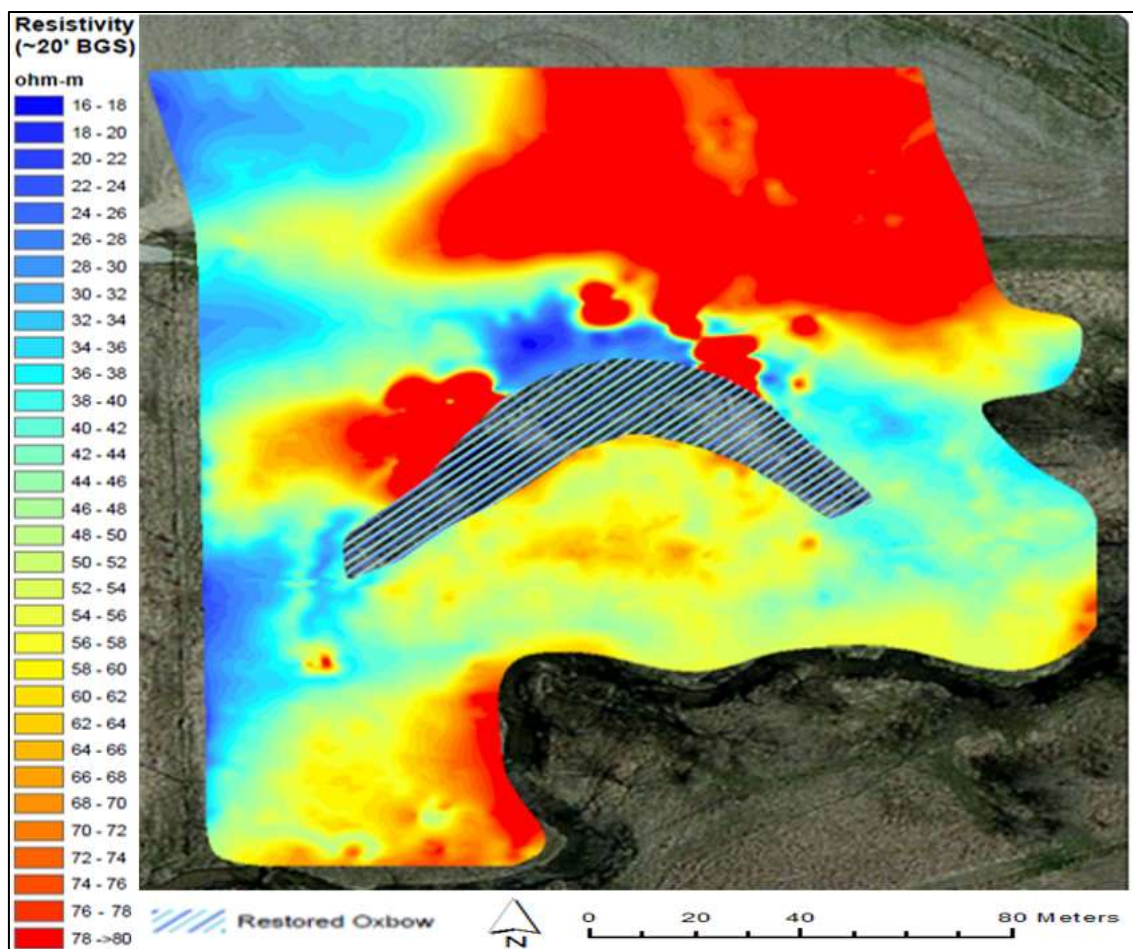 Resistivity
(~20' BGS)
ohm-m
16 - 18
18 - 20
20 - 22
22 - 24
24 - 26
26 - 28
28 - 30
30 - 32
32 - 34
34 - 36
36 - 38
38 - 40
40 - 42
42 - 44
44 - 46
46 - 48
48 - 50
50 - 52
52 - 54
54 - 56
56 - 58
58 - 60
60 - 62
62 - 64
64 - 66
66 - 68
68 - 70
70 - 72
72 - 74
74 - 76
76 - 78
78 ->80
Restored Oxbow
N
0 20 40 80 Meters